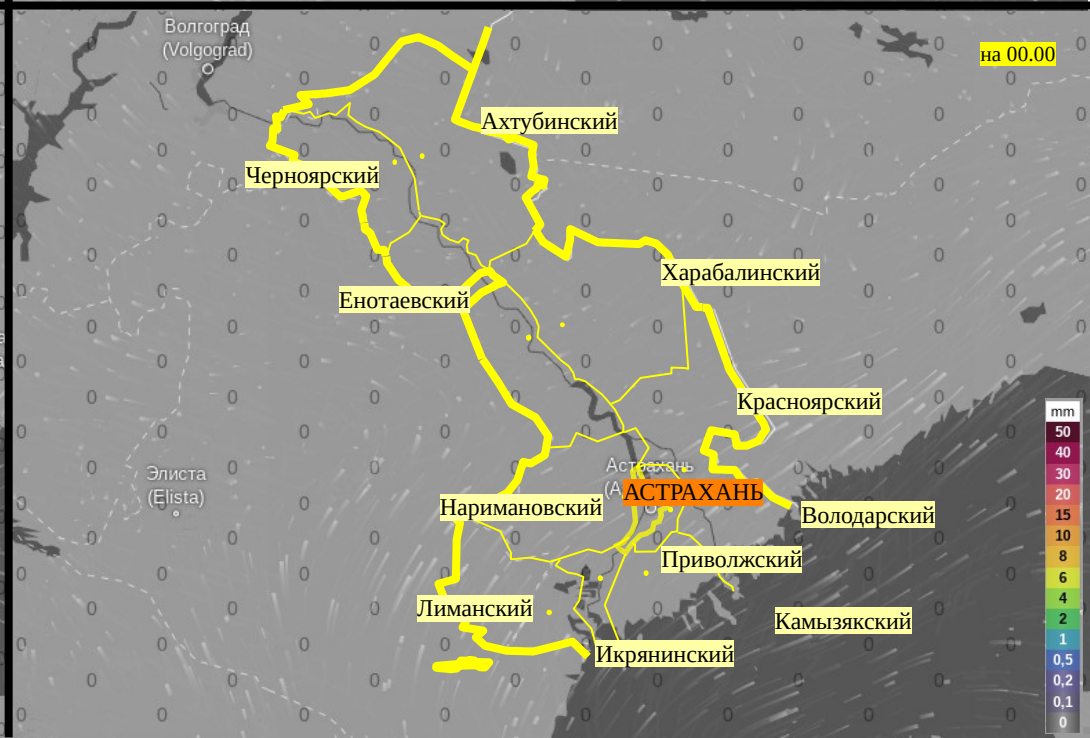 Волгоград
(Volgograd)
на 00.00
Ахтубинский
Черноярский
Харабалинский
Енотаевский
Красноярский
mm
50
40
30
20
15
10
8
6
4
2
1
0,5
0,2
0,1
0
Элиста
(Elista)
Астрахань
АСТРАХАНЬ
Наримановский
Володарский
Приволжский
Лиманский
Камызякский
Икрянинский